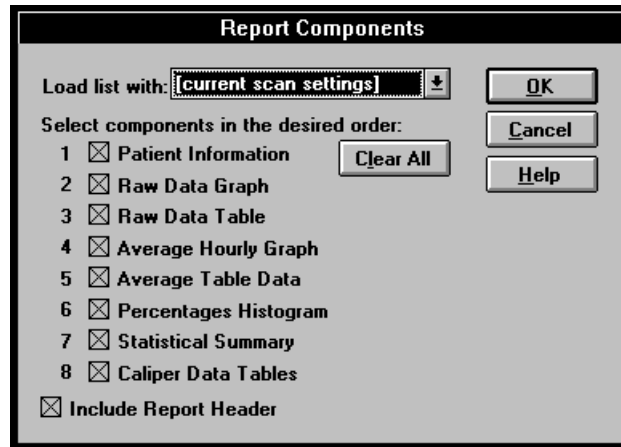 Report Components
Load list with: [current scan settings]
OK
Select components in the desired order:
Cancel
1 Patient Information
Clear All
2 Raw Data Graph
Help
3 Raw Data Table
4 Average Hourly Graph
5 Average Table Data
6 Percentages Histogram
7 Statistical Summary
8 Caliper Data Tables
Include Report Header